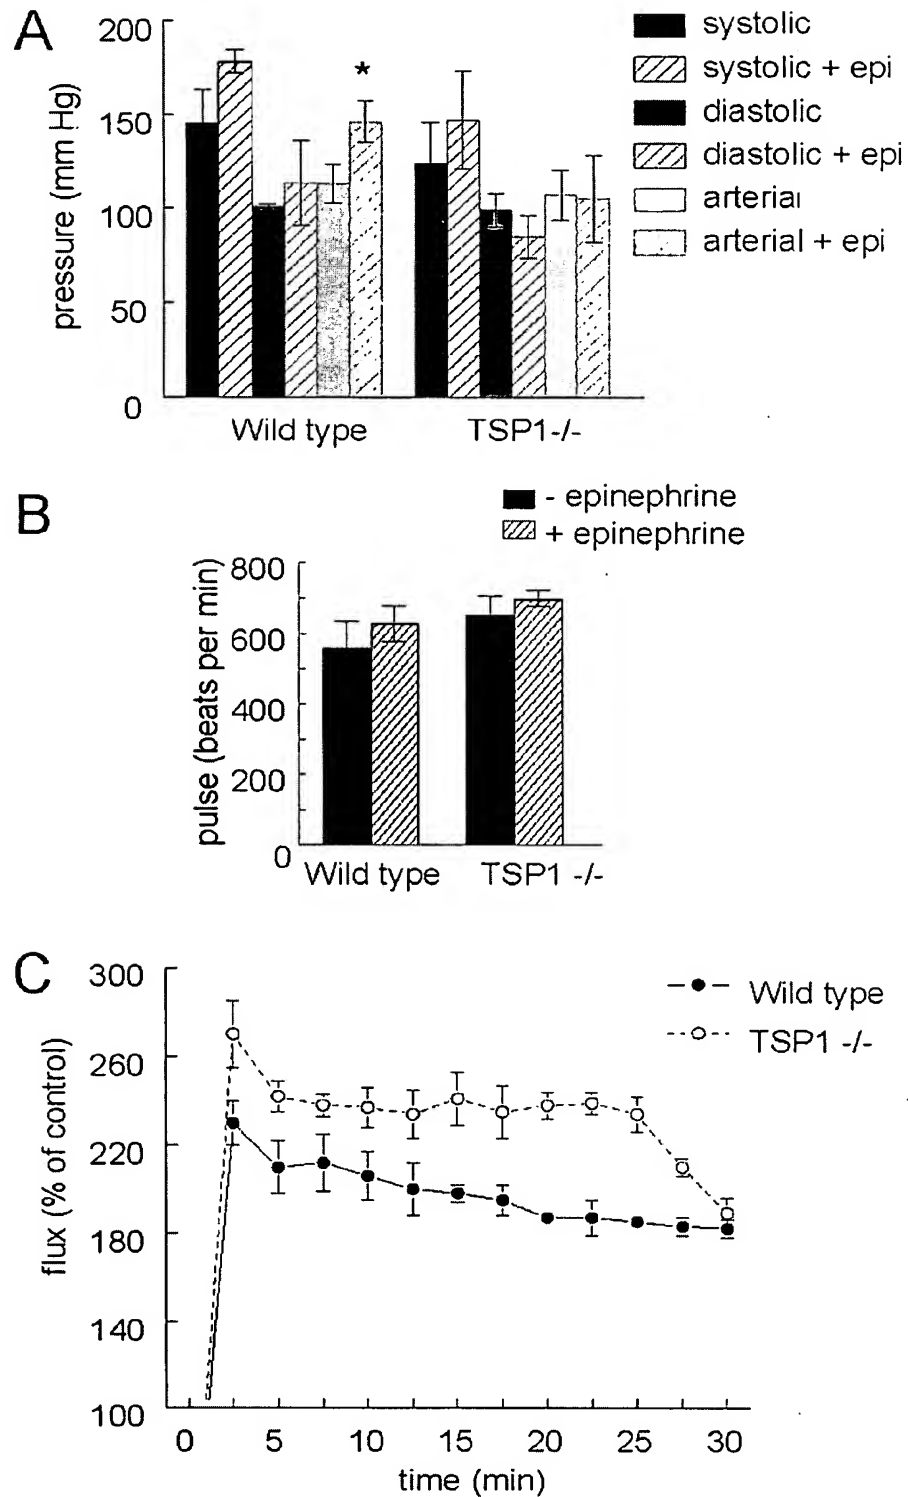 A
200
150
100
50
0
pressure (mm Hg)
*
systolic
systolic + epi
diastolic
diastolic + epi
arterial
arterial + epi
Wild type
TSP1-/-
B
- epinephrine
+ epinephrine
800
600
400
200
0
pulse (beats per min)
Wild type
TSP1 -/-
C
300
260
220
180
140
100
flux (% of control)
Wild type
TSP1 -/-
0 5 10 15 20 25 30
time (min)